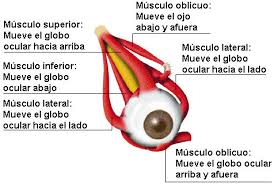 Músculo superior:
Mueve el globo
ocular hacia arriba
Músculo inferior:
Mueve el globo
ocular abajo
Músculo lateral:
Mueve el globo
ocular hacia el lado
Músculo oblicuo:
Mueve el ojo
abajo y afuera
Músculo lateral:
Mueve el globo
ocular hacia el lado
Músculo oblicuo:
Mueve el globo ocular
arriba y afuera